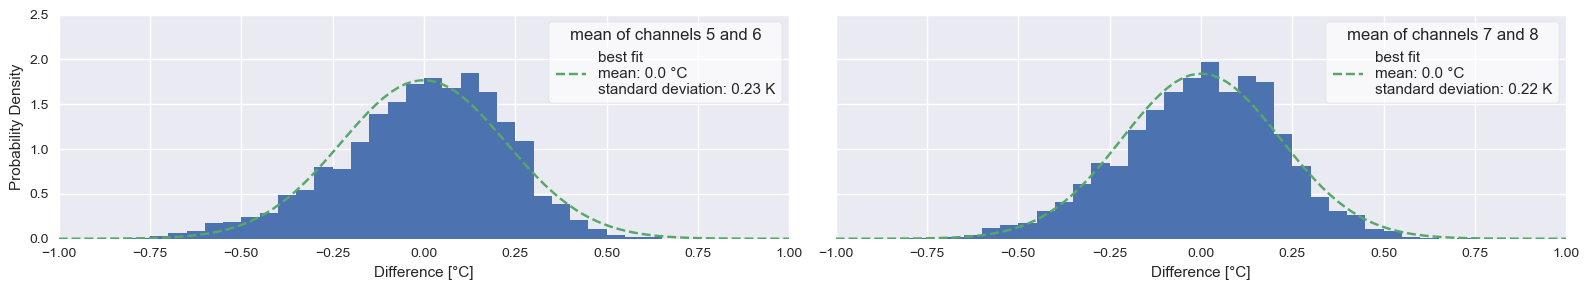 2.5
2.0
1.5
1.0
0.5
0.0
Probability Density
mean of channels 5 and 6
best fit
mean: 0.0 °C
standard deviation: 0.23 K
−1.00 −0.75 −0.50 −0.25 0.00 0.25 0.50 0.75 1.00
Difference [°C]
mean of channels 7 and 8
best fit
mean: 0.0 °C
standard deviation: 0.22 K
−1.00 −0.75 −0.50 −0.25 0.00 0.25 0.50 0.75 1.00
Difference [°C]